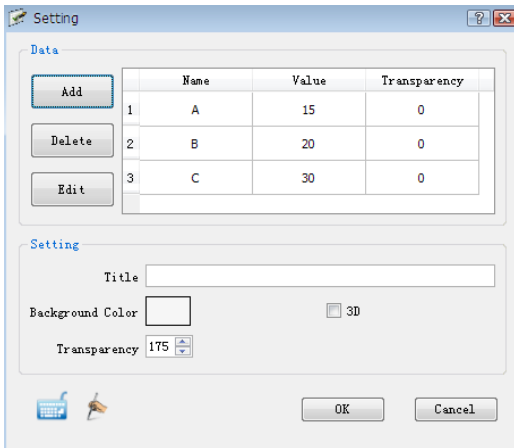 Setting
Data
Add
Delete
Edit
Name Value Transparency
1 A 15 0
2 B 20 0
3 C 30 0
Setting
Title
Background Color
3D
Transparency 175
OK Cancel